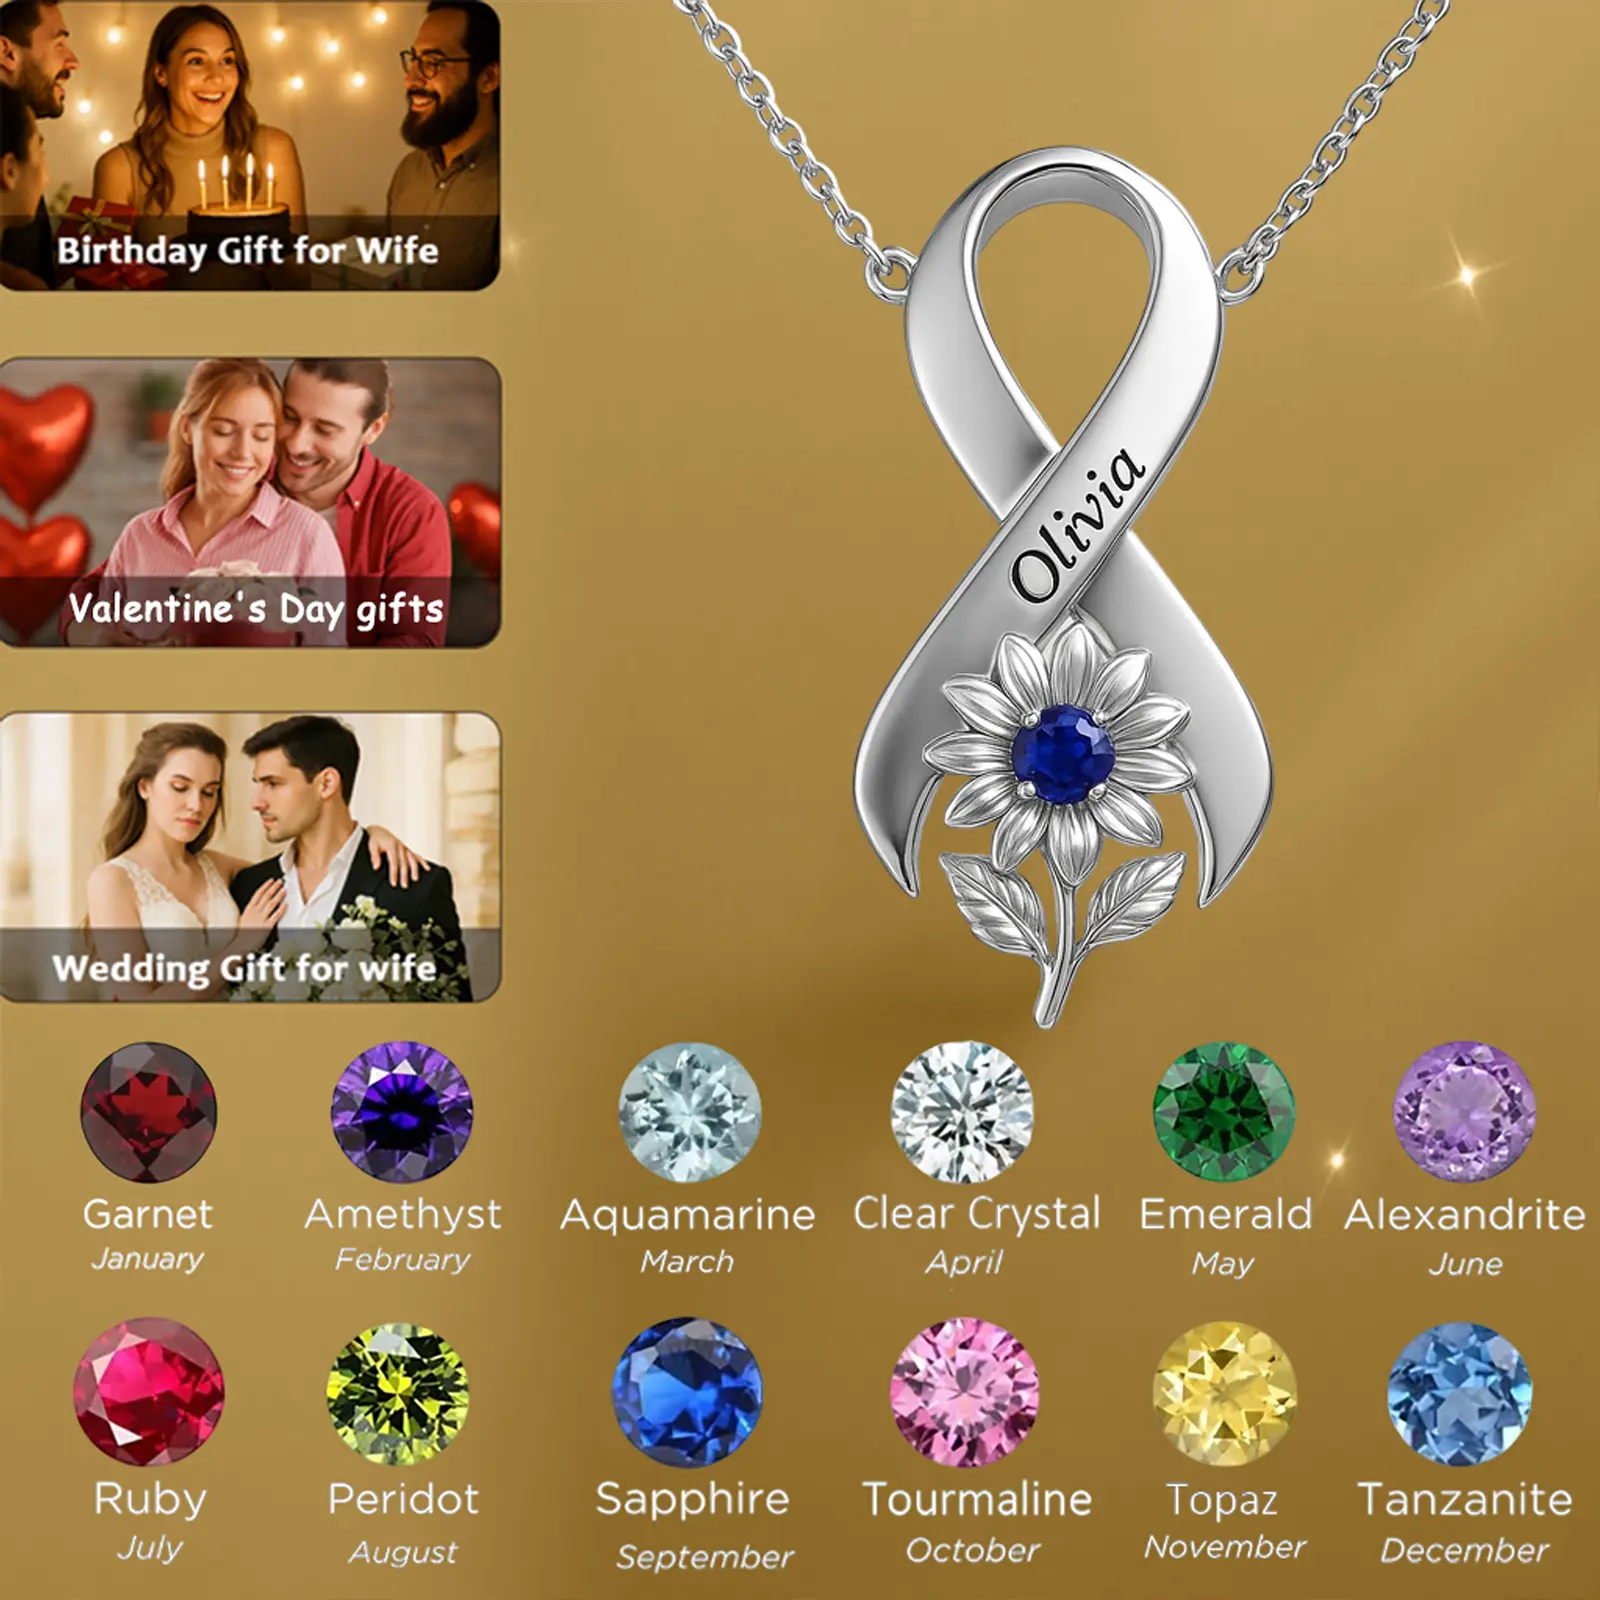 Birthday Gift for Wife
Valentine's Day gifts
Wedding Gift for wife
Olivia
Garnet
January
Amethyst
February
Aquamarine
March
Clear Crystal
April
Emerald
May
Alexandrite
June
Ruby
July
Peridot
August
Sapphire
September
Tourmaline
October
Topaz
November
Tanzanite
December